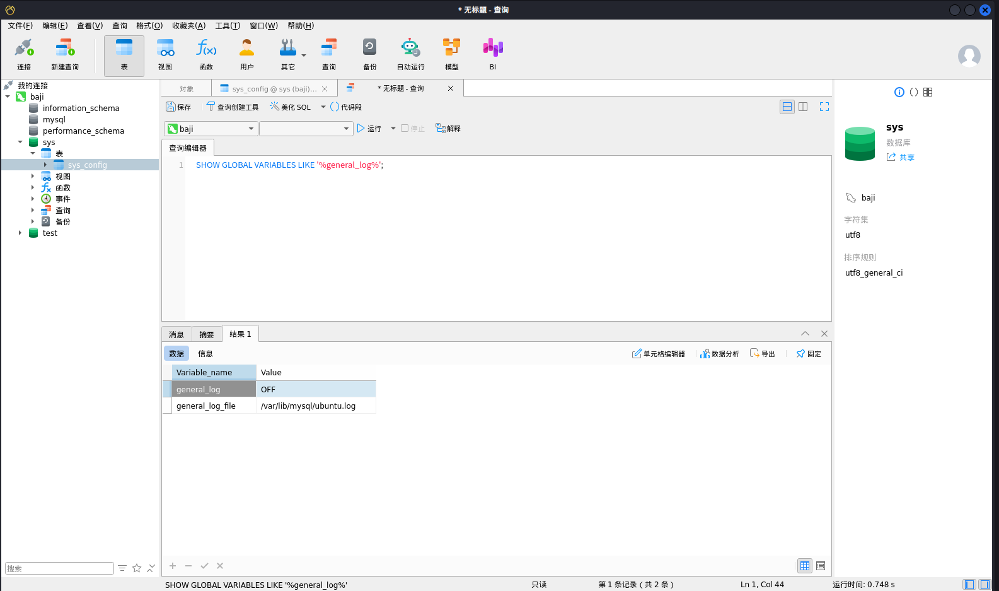 * 无标题 - 查询
文件(F) 编辑(E) 查看(V) 查询 格式(O) 收藏夹(A) 工具(T) 窗口(W) 帮助(H)
连接 新建查询 表 视图 函数 用户 其它 查询 备份 自动运行 模型 BI
我的连接
baji
information_schema
mysql
performance_schema
sys
表
sys_config
视图
函数
事件
查询
备份
test
搜索
对象 sys_config @ sys (baji)... * 无标题 - 查询
保存 查询创建工具 美化 SQL () 代码段
baji 运行 停止 解释
查询编辑器
1 SHOW GLOBAL VARIABLES LIKE '%general_log%';
消息 摘要 结果 1
数据 信息 单元格编辑器 数据分析 导出 固定
Variable_name Value
general_log OFF
general_log_file /var/lib/mysql/ubuntu.log
()
sys
数据库
共享
baji
字符集
utf8
排序规则
utf8_general_ci
SHOW GLOBAL VARIABLES LIKE '%general_log%' 只读 第 1 条记录 ( 共 2 条 ) Ln 1, Col 44 运行时间: 0.748 s